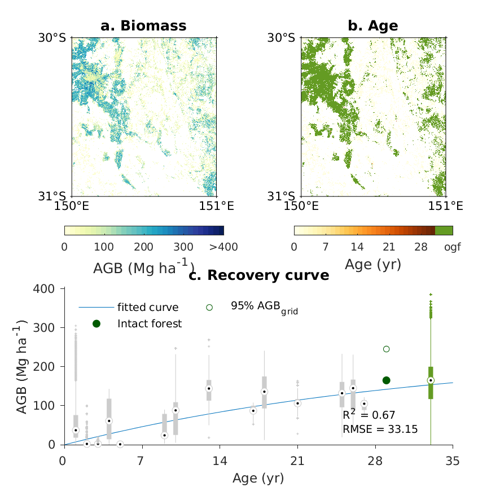 a. Biomass
b. Age
30°S
31°S
150°E
151°E
30°S
31°S
150°E
151°E
0 100 200 300 >400
AGB (Mg ha-1)
0 7 14 21 28 ogf
Age (yr)
c. Recovery curve
AGB (Mg ha-1)
400
300
200
100
0
fitted curve
95% AGBgrid
Intact forest
R2 = 0.67
RMSE = 33.15
0 7 14 21 28 35
Age (yr)